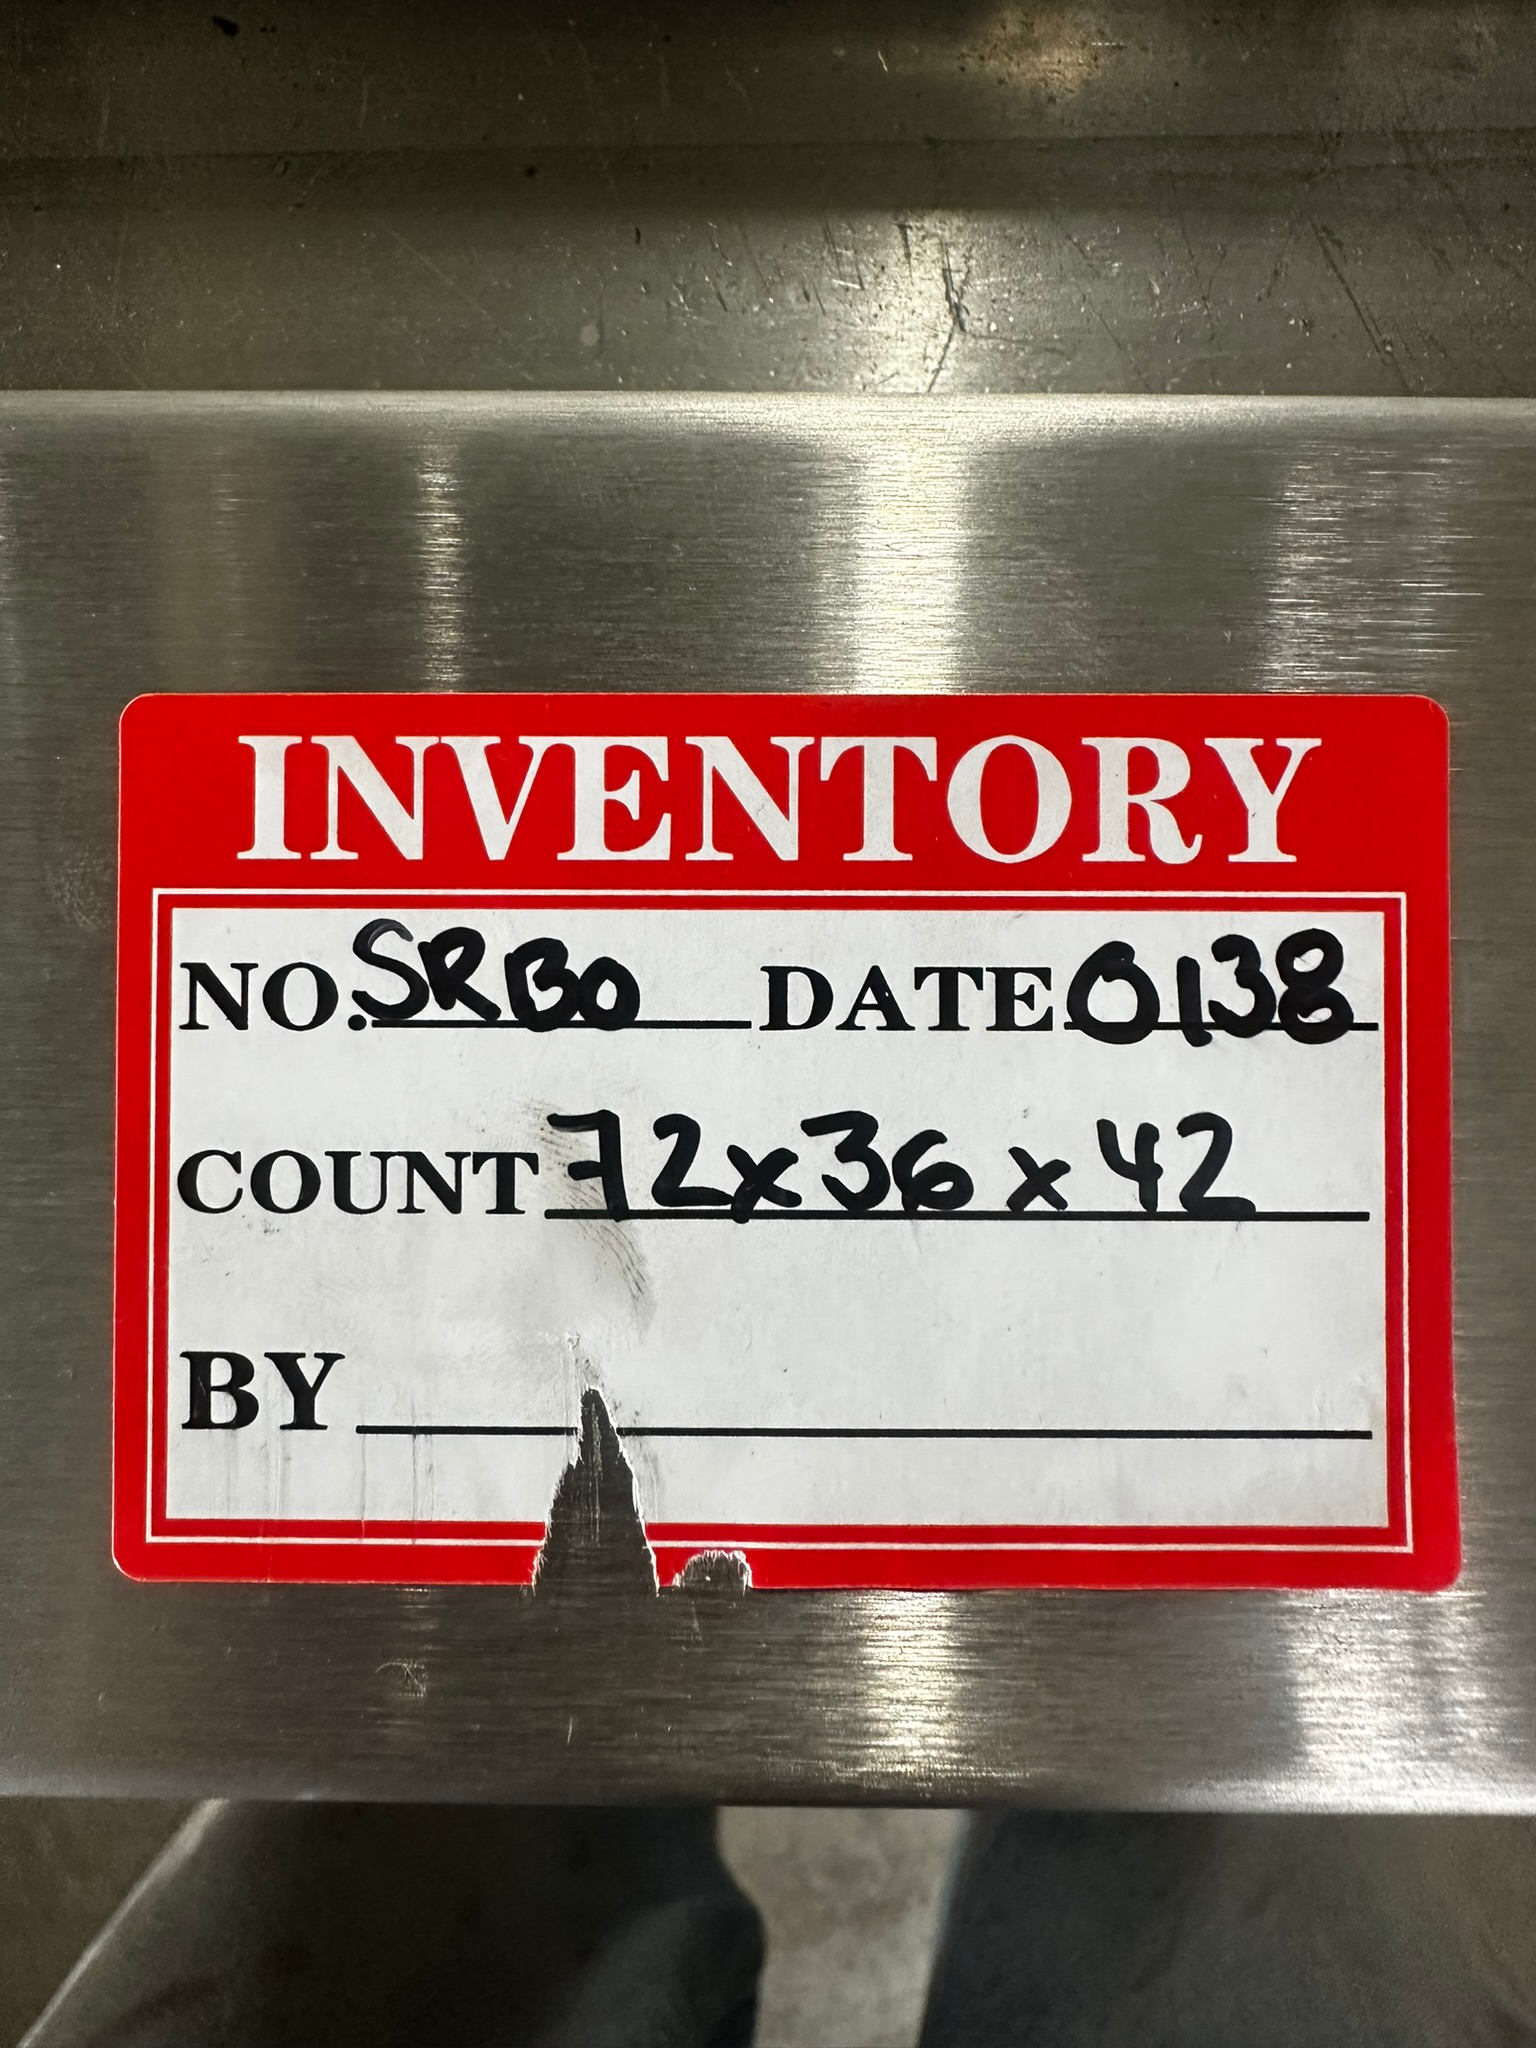 INVENTORY
NO. SRBO DATE 0138
COUNT 72x36x42
BY